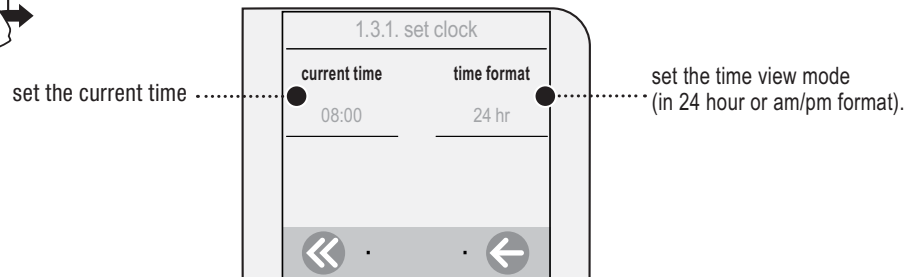 1.3.1. set clock
current time
time format
set the current time
set the time view mode
(in 24 hour or am/pm format).
08:00
24 hr